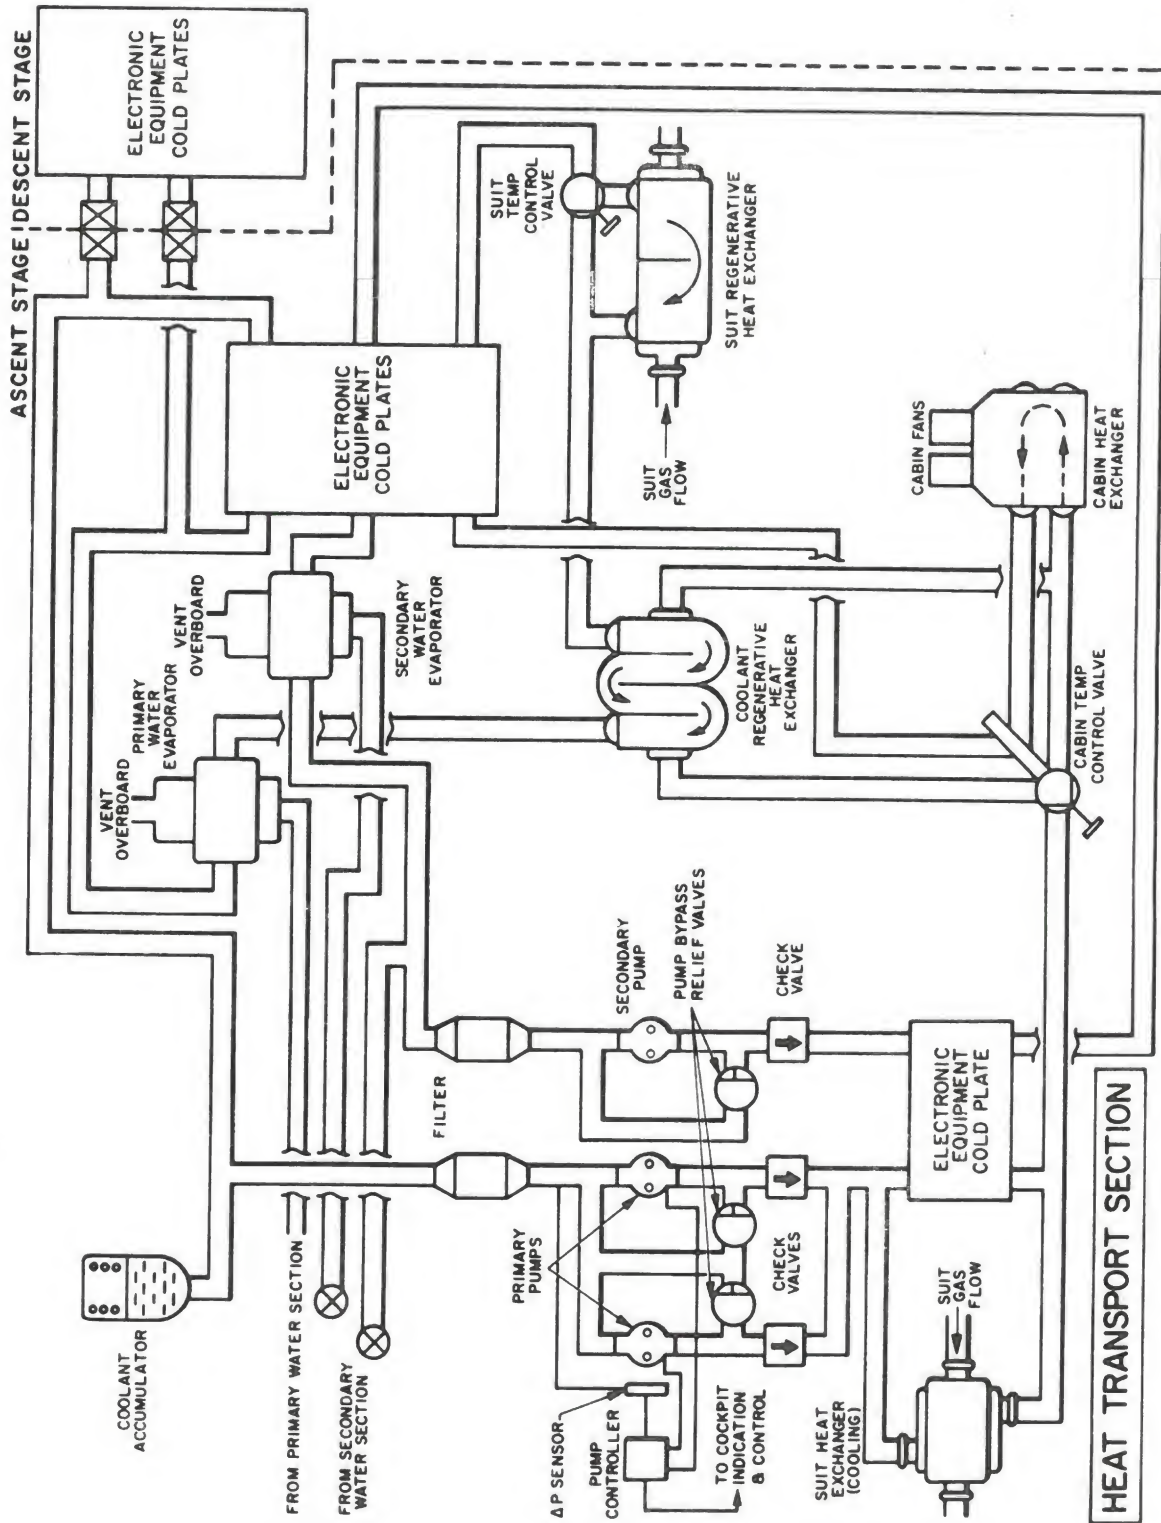 ASCENT STAGE
DESCENT STAGE
ELECTRONIC
EQUIPMENT
COLD PLATES
COOLANT
ACCUMULATOR
VENT
OVERBOARD
PRIMARY
WATER
EVAPORATOR
VENT
OVERBOARD
SECONDARY
WATER
EVAPORATOR
ELECTRONIC
EQUIPMENT
COLD PLATES
FROM PRIMARY WATER SECTION
FROM SECONDARY
WATER SECTION
FILTER
SUIT
TEMP
CONTROL
VALVE
SUIT
GAS
FLOW
SUIT REGENERATIVE
HEAT EXCHANGER
COOLANT
REGENERATIVE
HEAT
EXCHANGER
ΔP SENSOR
PUMP
CONTROLLER
PRIMARY
PUMPS
SECONDARY
PUMP
PUMP BYPASS
RELIEF VALVES
TO COCKPIT
INDICATION
& CONTROL
CHECK
VALVES
CHECK
VALVE
CABIN FANS
CABIN HEAT
EXCHANGER
CABIN TEMP
CONTROL VALVE
SUIT HEAT
EXCHANGER
(COOLING)
SUIT
GAS
FLOW
ELECTRONIC
EQUIPMENT
COLD PLATE
HEAT TRANSPORT SECTION